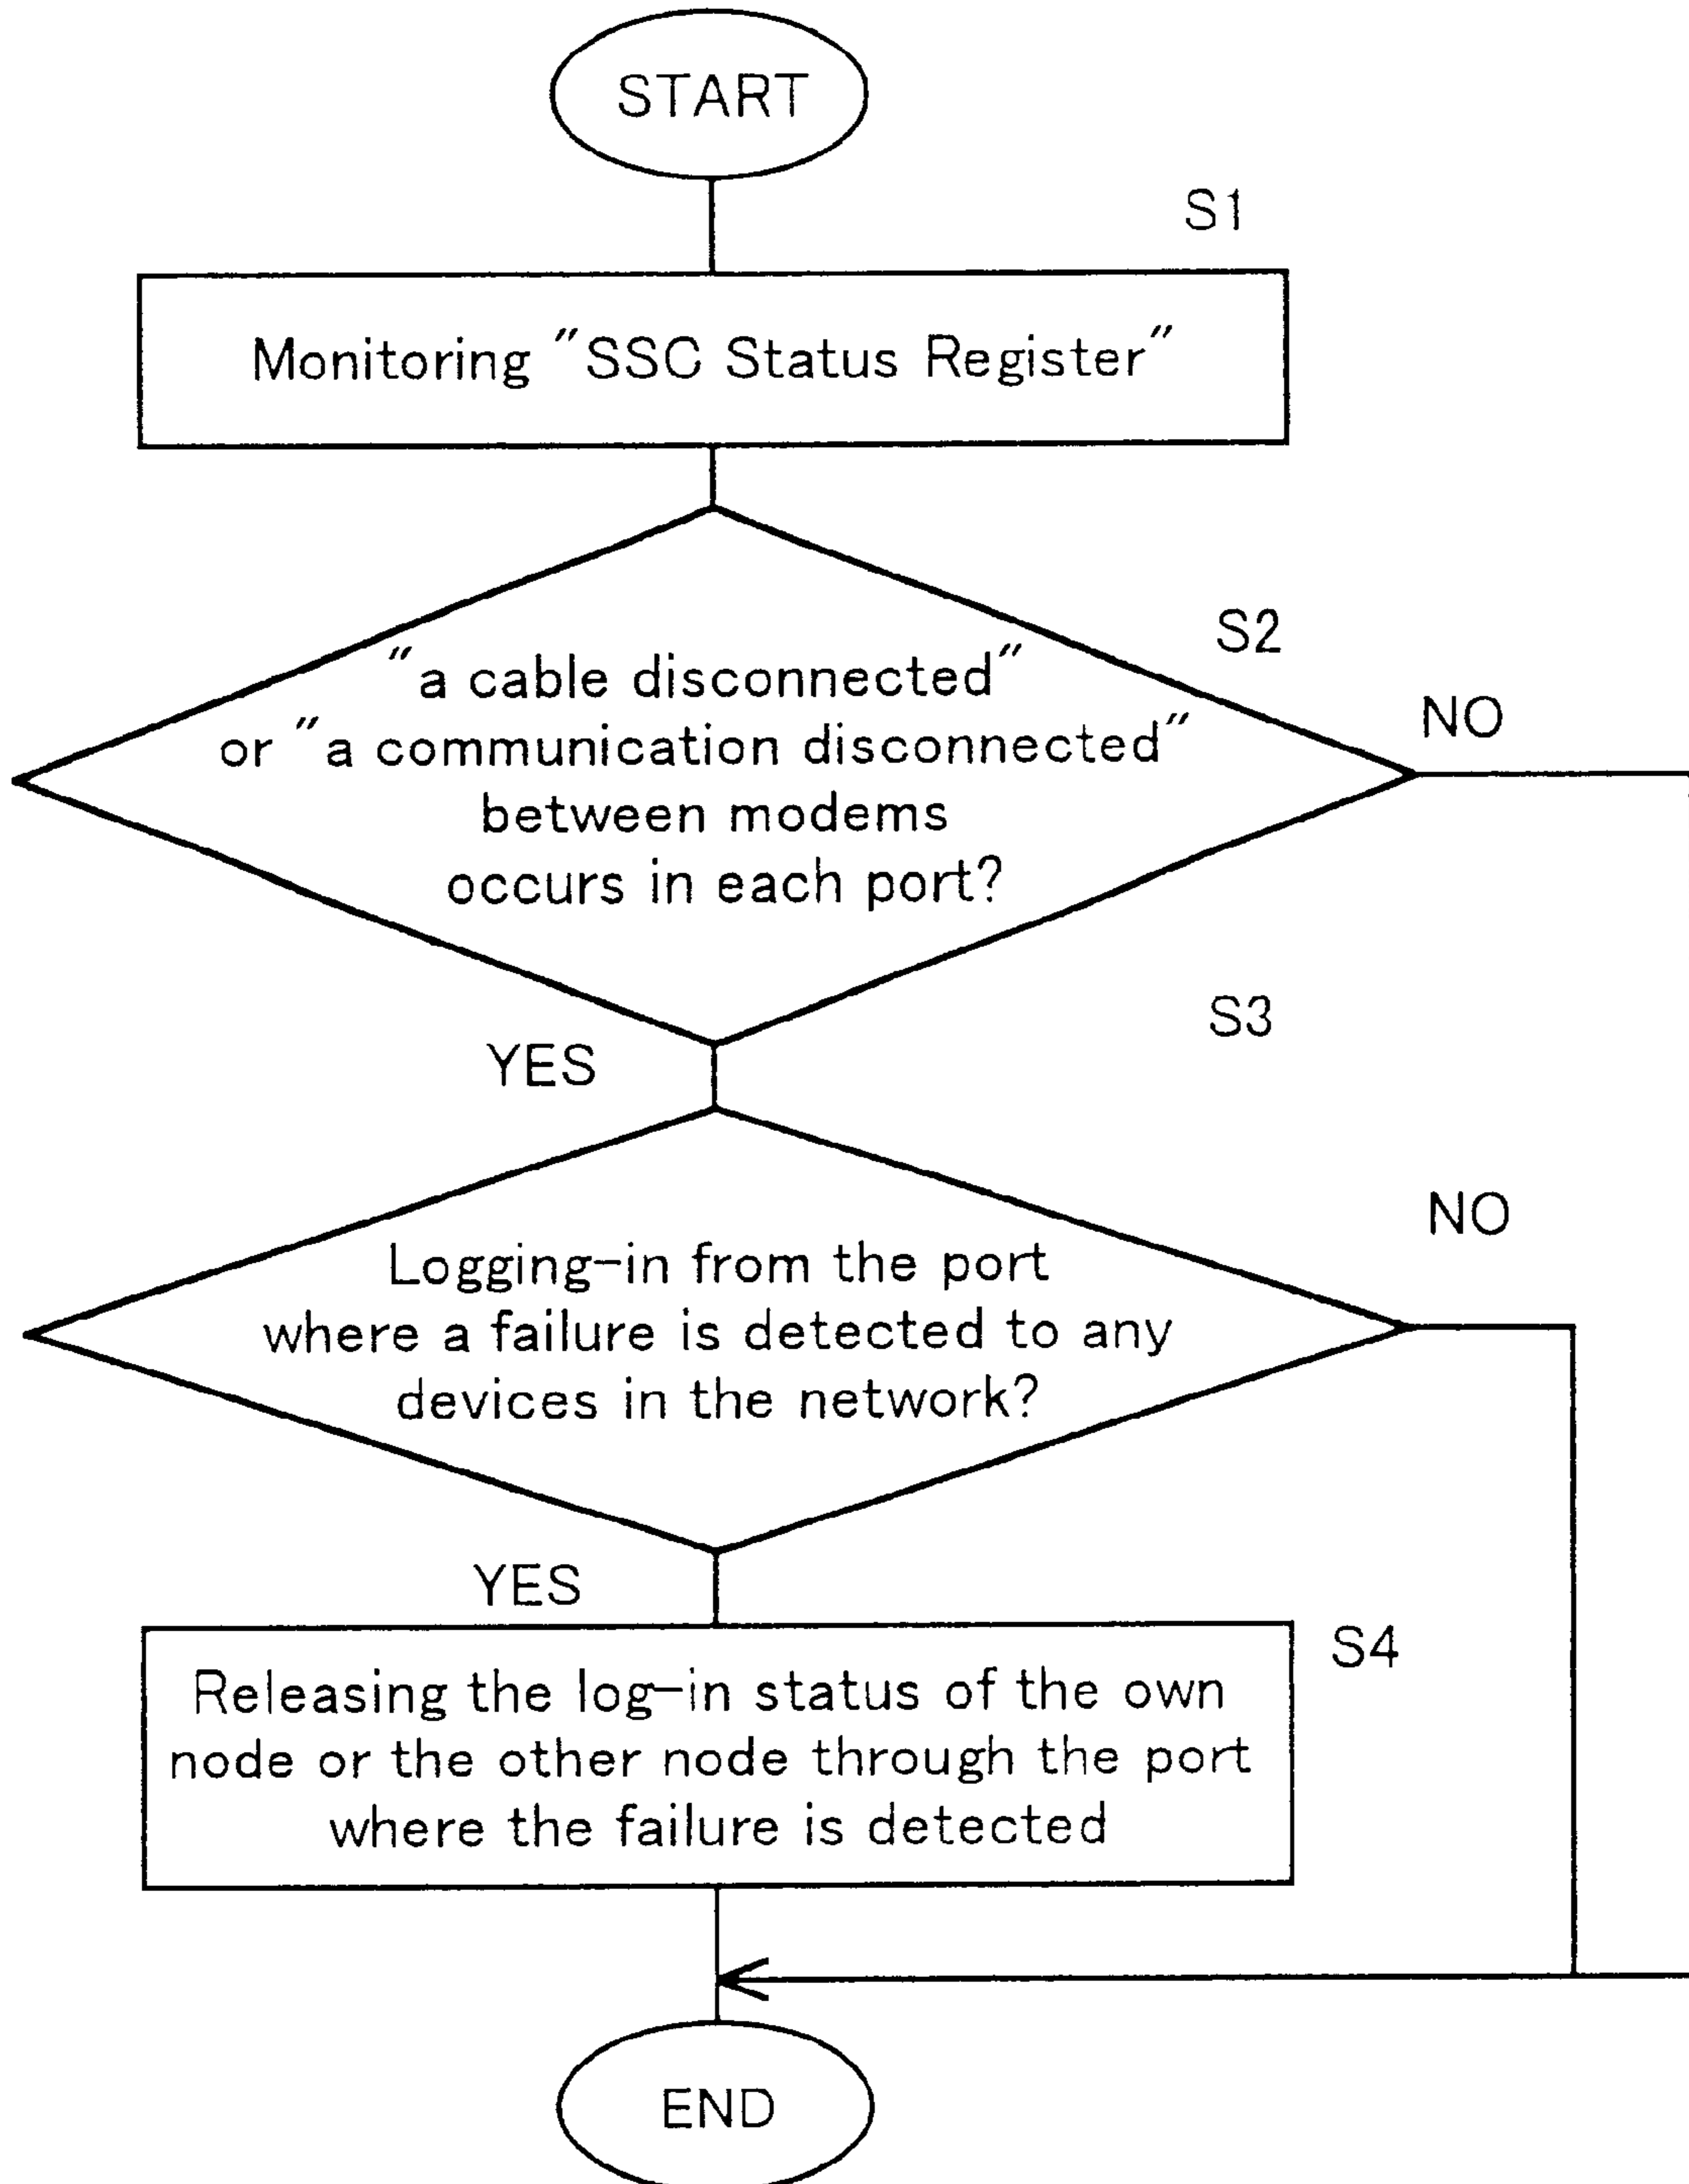 START
S1
Monitoring "SSC Status Register"
S2
"a cable disconnected"
or "a communication disconnected"
between modems
occurs in each port?
NO
YES
S3
Logging-in from the port
where a failure is detected to any
devices in the network?
NO
YES
S4
Releasing the log-in status of the own
node or the other node through the port
where the failure is detected
END